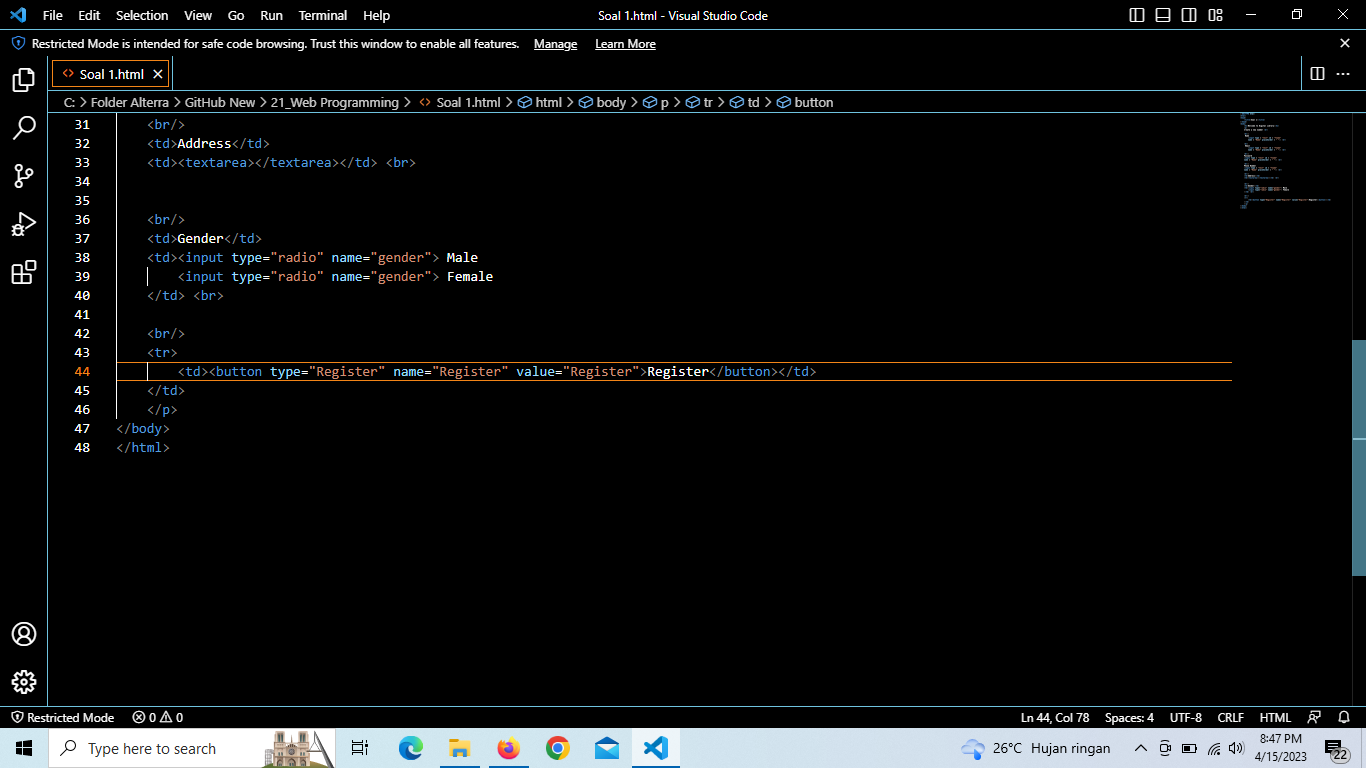 File Edit Selection View Go Run Terminal Help Soal 1.html - Visual Studio Code
Restricted Mode is intended for safe code browsing. Trust this window to enable all features. Manage Learn More
<> Soal 1.html
C: > Folder Alterra > GitHub New > 21_Web Programming > <> Soal 1.html > html > body > p > tr > td > button
31 <br/>
32 <td>Address</td>
33 <td><textarea></textarea></td> <br>
34
35
36 <br/>
37 <td>Gender</td>
38 <td><input type="radio" name="gender"> Male
39 <input type="radio" name="gender"> Female
40 </td> <br>
41
42 <br/>
43 <tr>
44 <td><button type="Register" name="Register" value="Register">Register</button></td>
45 </td>
46 </p>
47 </body>
48 </html>
Restricted Mode 0 0 Ln 44, Col 78 Spaces: 4 UTF-8 CRLF HTML
Type here to search 26°C Hujan ringan 8:47 PM
4/15/2023 22